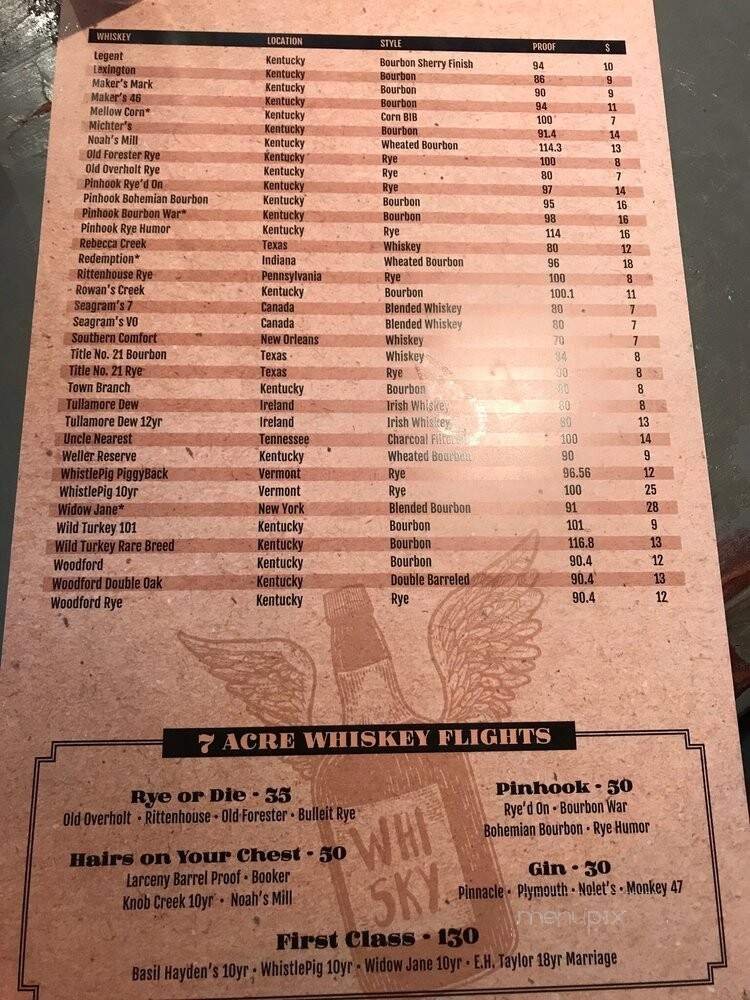 WHISKEY LOCATION STYLE PROOF $
Legent Kentucky Bourbon Sherry Finish 94 10
Lexington Kentucky Bourbon 86 9
Maker's Mark Kentucky Bourbon 90 9
Maker's 46 Kentucky Bourbon 94 11
Mellow Corn* Kentucky Corn BIB 100 7
Michter's Kentucky Bourbon 91.4 14
Noah's Mill Kentucky Wheated Bourbon 114.3 13
Old Forester Rye Kentucky Rye 100 8
Old Overholt Rye Kentucky Rye 80 7
Pinhook Rye'd On Kentucky Rye 97 14
Pinhook Bohemian Bourbon Kentucky Bourbon 95 16
Pinhook Bourbon War* Kentucky Bourbon 98 16
Pinhook Rye Humor Kentucky Rye 114 16
Rebecca Creek Texas Whiskey 80 12
Redemption* Indiana Wheated Bourbon 96 18
Rittenhouse Rye Pennsylvania Rye 100 8
Rowan's Creek Kentucky Bourbon 100.1 11
Seagram's 7 Canada Blended Whiskey 80 7
Seagram's VO Canada Blended Whiskey 80 7
Southern Comfort New Orleans Whiskey 70 7
Title No. 21 Bourbon Texas Whiskey 94 8
Title No. 21 Rye Texas Rye 90 8
Town Branch Kentucky Bourbon 80 8
Tullamore Dew Ireland Irish Whiskey 80 8
Tullamore Dew 12yr Ireland Irish Whiskey 80 13
Uncle Nearest Tennessee Charcoal Filtered 100 14
Weller Reserve Kentucky Wheated Bourbon 90 9
WhistlePig PiggyBack Vermont Rye 96.56 12
WhistlePig 10yr Vermont Rye 100 25
Widow Jane* New York Blended Bourbon 91 28
Wild Turkey 101 Kentucky Bourbon 101 9
Wild Turkey Rare Breed Kentucky Bourbon 116.8 13
Woodford Kentucky Bourbon 90.4 12
Woodford Double Oak Kentucky Double Barreled 90.4 13
Woodford Rye Kentucky Rye 90.4 12
7 ACRE WHISKEY FLIGHTS
Rye or Die • 35
Old Overholt • Rittenhouse • Old Forester • Bulleit Rye
Pinhook • 50
Rye'd On • Bourbon War
Bohemian Bourbon • Rye Humor
Hairs on Your Chest • 50
Larceny Barrel Proof • Booker
Knob Creek 10yr • Noah's Mill
Gin • 30
Pinnacle • Plymouth • Nolet's • Monkey 47
First Class • 130
Basil Hayden's 10yr • WhistlePig 10yr • Widow Jane 10yr • E.H. Taylor 18yr Marriage
WHI
SKY
menupix